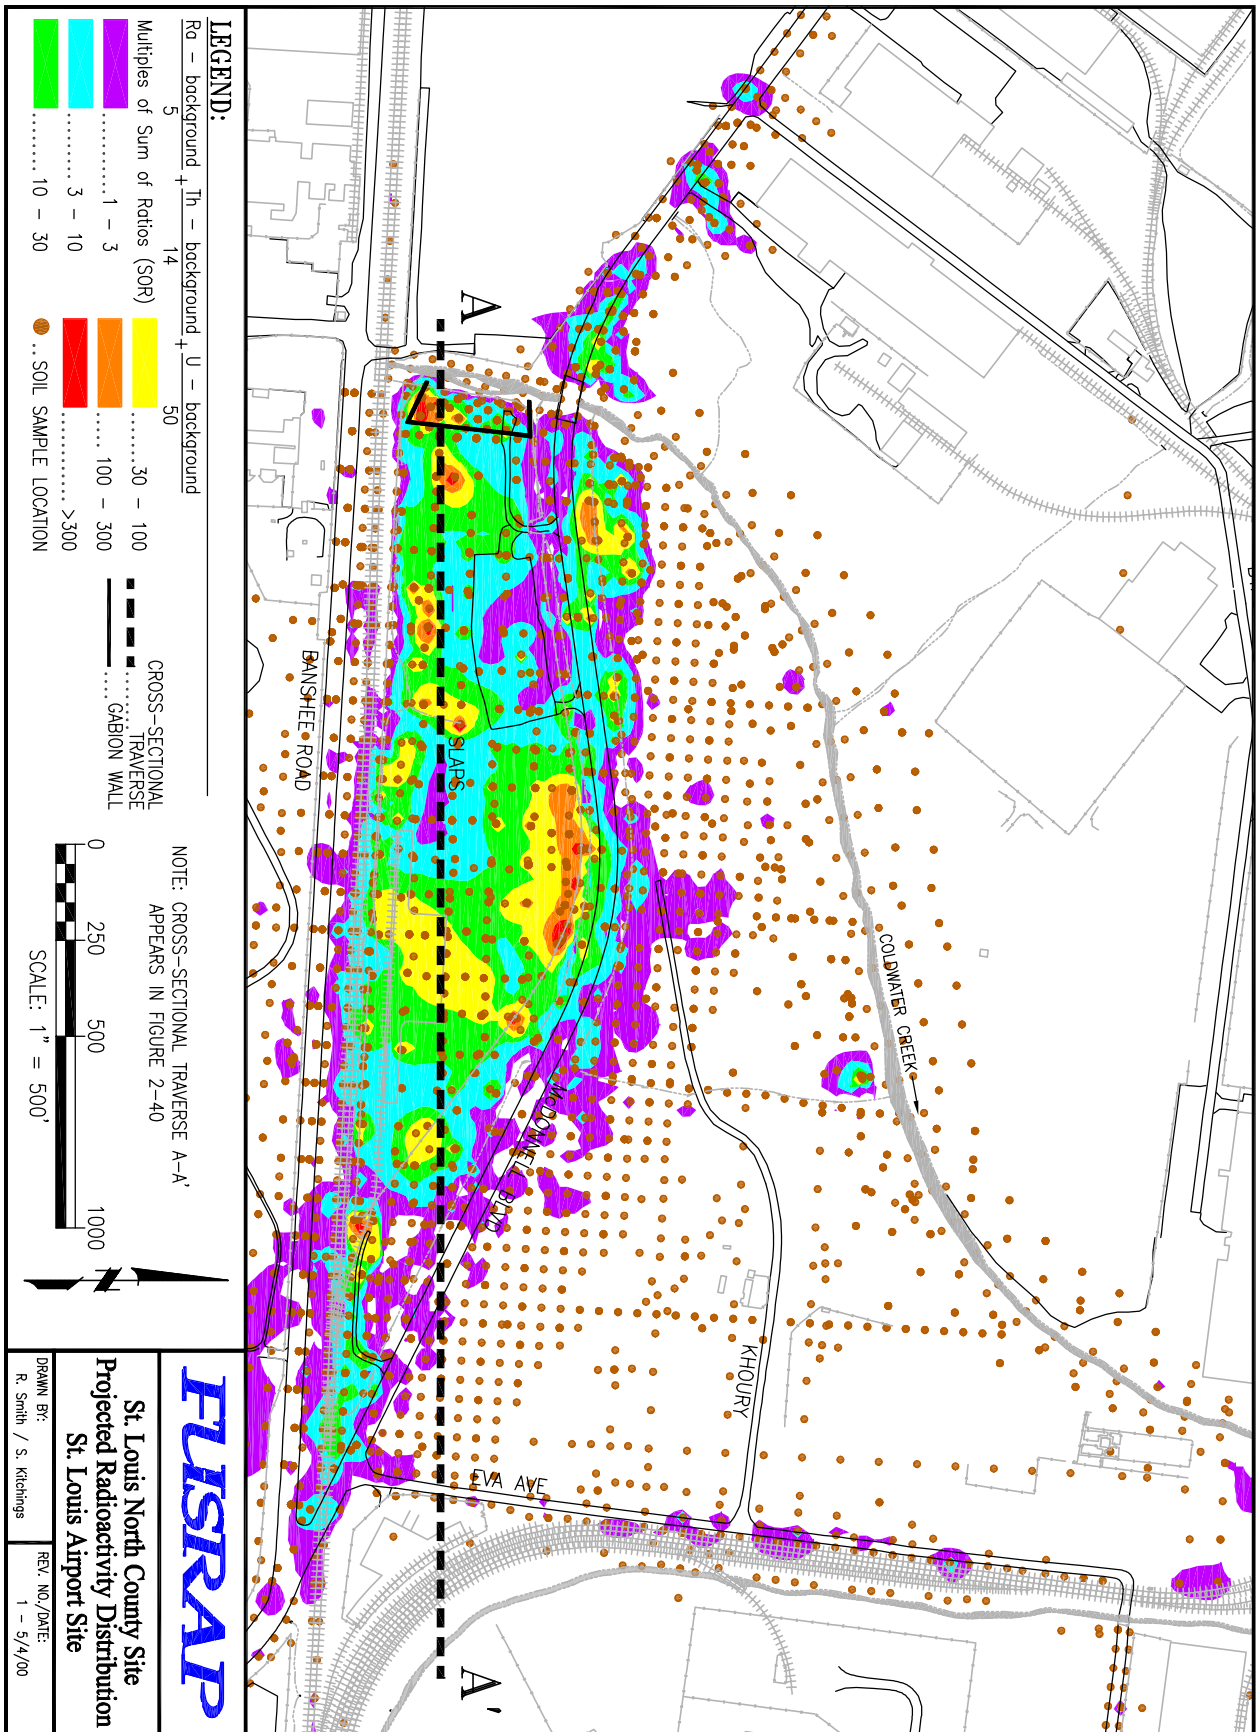 A
A'
SLAPS
BANSHEE ROAD
McDONNELL BLVD
COLDWATER CREEK
KHOURY
EVA AVE
LEGEND:
Ra - background + Th - background + U - background
5 14 50
Multiples of Sum of Ratios (SOR)
.......... 1 - 3
........ 3 - 10
....... 10 - 30
.......30 - 100
..... 100 - 300
............ >300
.. SOIL SAMPLE LOCATION
CROSS-SECTIONAL
........TRAVERSE
.... GABION WALL
NOTE: CROSS-SECTIONAL TRAVERSE A-A'
APPEARS IN FIGURE 2-40
0 250 500 1000
SCALE: 1" = 500'
N
FUSRAP
St. Louis North County Site
Projected Radioactivity Distribution
St. Louis Airport Site
DRAWN BY:
R. Smith / S. Kitchings
REV. NO./DATE:
1 - 5/4/00